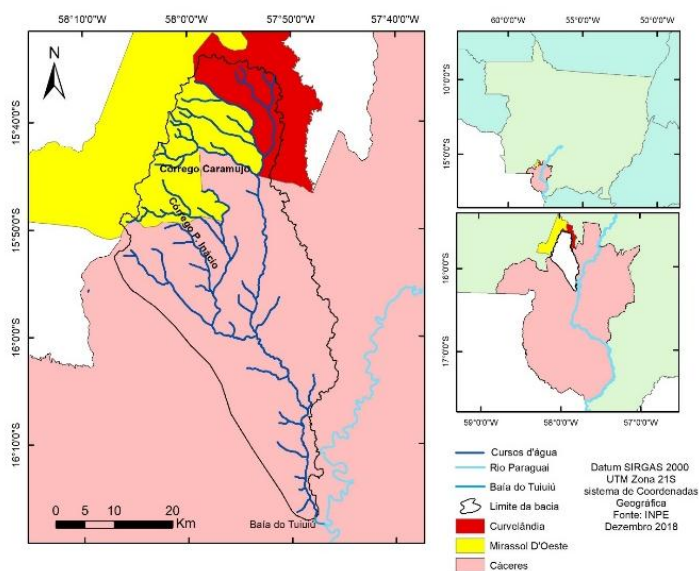 58°10'0"O 58°0'0"O 57°50'0"O 57°40'0"O
N
15°40'0"S
15°50'0"S
16°0'0"S
16°10'0"S
Córrego Caramujo
Córrego P. Inácio
0 5 10 20
Km
Baía do Tuiuiú
60°0'0"O 55°0'0"O 53°0'0"O
10°0'0"S
15°0'0"S
16°0'0"S
17°0'0"S
59°0'0"O 58°0'0"O 57°0'0"O
Cursos d'água
Rio Paraguai
Baía do Tuiuiú
Limite da bacia
Curvelândia
Mirassol D'Oeste
Cáceres
Datum SIRGAS 2000
UTM Zona 21S
sistema de Coordenadas
Geográfica
Fonte: INPE
Dezembro 2018